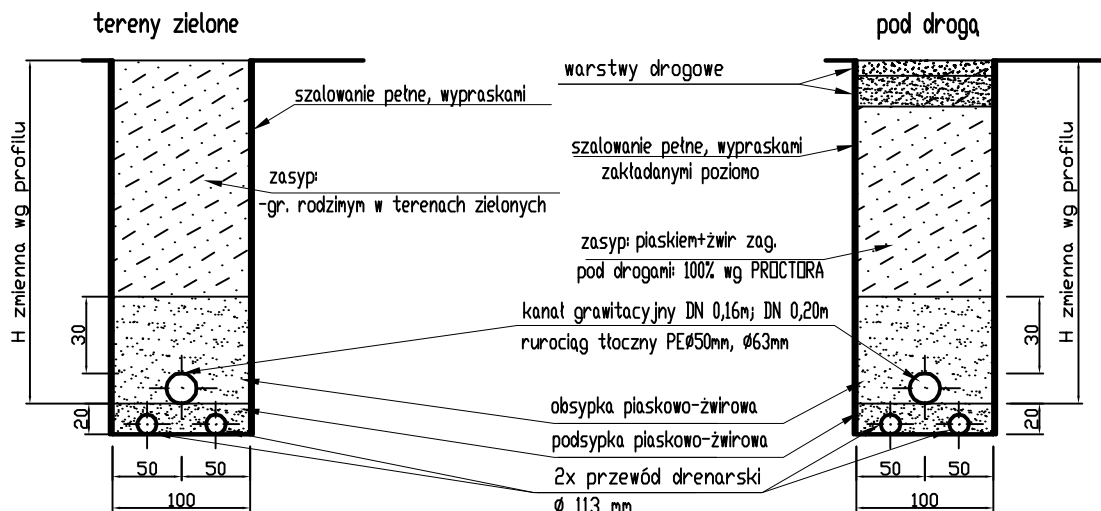 tereny zielone
pod drogą
warstwy drogowe
szalowanie pełne, wypraskami
szalowanie pełne, wypraskami
zakładanymi poziomo
zasyp:
-gr. rodzimym w terenach zielonych
zasyp: piaskiem+żwir zag.
pod drogami: 100% wg PROCTORA
kanał grawitacyjny DN 0,16m; DN 0,20m
rurociąg tłoczny PEØ50mm, Ø63mm
obsypka piaskowo-żwirowa
podsypka piaskowo-żwirowa
2x przewód drenarski
Ø 113 mm
H zmienna wg profilu
30
20
50
50
100
H zmienna wg profilu
30
20
50
50
100